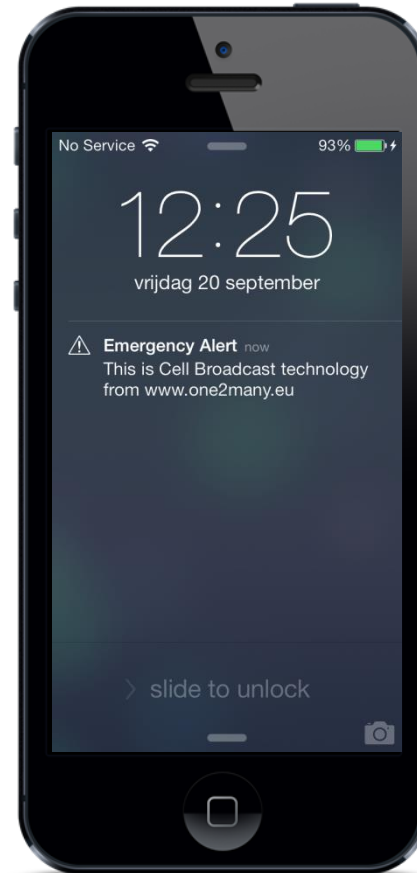 No Service 93%
12:25
vrijdag 20 september
Emergency Alert now
This is Cell Broadcast technology
from www.one2many.eu
slide to unlock